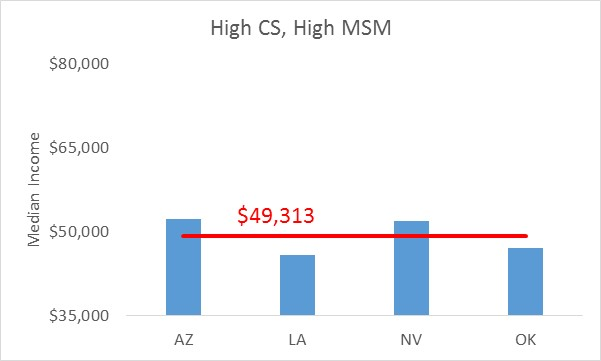 High CS, High MSM
$80,000
$65,000
$50,000
$35,000
Median Income
$49,313
AZ
LA
NV
OK